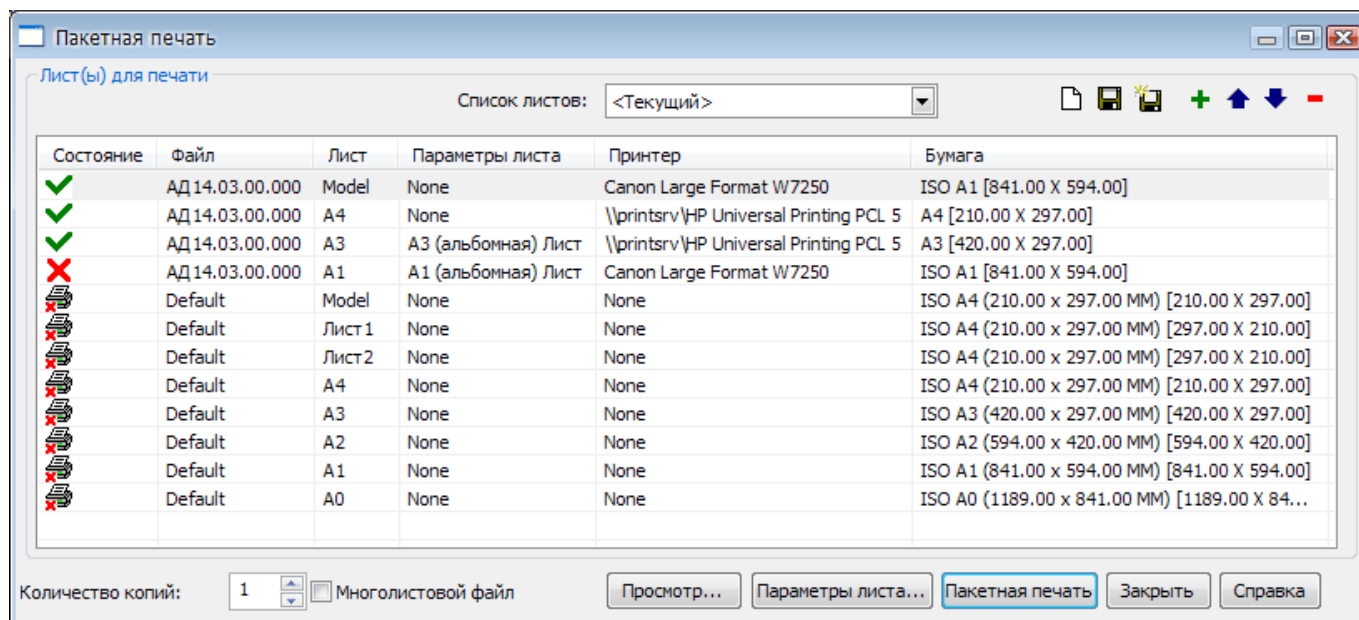 Пакетная печать
Лист(ы) для печати
Список листов: <Текущий>
Состояние Файл Лист Параметры листа Принтер Бумага
АД14.03.00.000 Model None Canon Large Format W7250 ISO A1 [841.00 X 594.00]
АД14.03.00.000 A4 None \\printsrv\HP Universal Printing PCL 5 A4 [210.00 X 297.00]
АД14.03.00.000 A3 А3 (альбомная) Лист \\printsrv\HP Universal Printing PCL 5 A3 [420.00 X 297.00]
АД14.03.00.000 A1 А1 (альбомная) Лист Canon Large Format W7250 ISO A1 [841.00 X 594.00]
Default Model None None ISO A4 (210.00 x 297.00 MM) [210.00 X 297.00]
Default Лист1 None None ISO A4 (210.00 x 297.00 MM) [297.00 X 210.00]
Default Лист2 None None ISO A4 (210.00 x 297.00 MM) [297.00 X 210.00]
Default A4 None None ISO A4 (210.00 x 297.00 MM) [210.00 X 297.00]
Default A3 None None ISO A3 (420.00 x 297.00 MM) [420.00 X 297.00]
Default A2 None None ISO A2 (594.00 x 420.00 MM) [594.00 X 420.00]
Default A1 None None ISO A1 (841.00 x 594.00 MM) [841.00 X 594.00]
Default A0 None None ISO A0 (1189.00 x 841.00 MM) [1189.00 X 84...
Количество копий: 1 Многолистовой файл Просмотр... Параметры листа... Пакетная печать Закрыть Справка